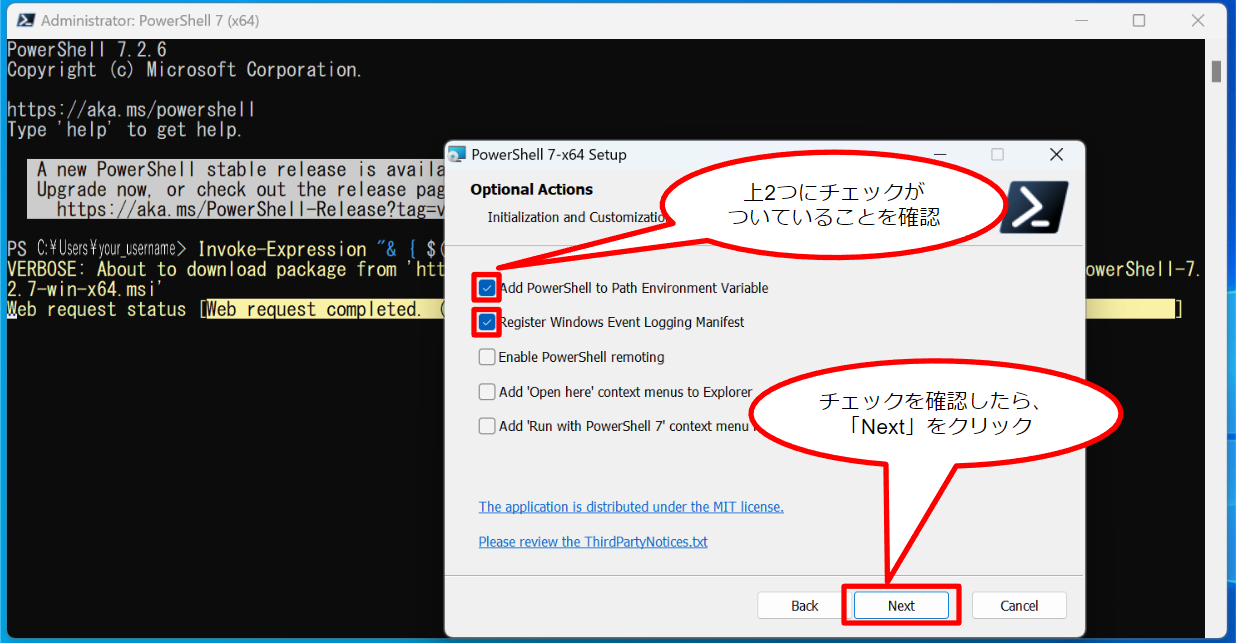 Administrator: PowerShell 7 (x64)
PowerShell 7.2.6
Copyright (c) Microsoft Corporation.
https://aka.ms/powershell
Type 'help' to get help.
A new PowerShell stable release is availa
Upgrade now, or check out the release pag
https://aka.ms/PowerShell-Release?tag=v
PS C:¥Users¥your_username> Invoke-Expression "& { $(
VERBOSE: About to download package from 'htt
owerShell-7.
2.7-win-x64.msi'
Web request status [Web request completed. (
]
PowerShell 7-x64 Setup
Optional Actions
Initialization and Customizatio
上2つにチェックが
ついていることを確認
Add PowerShell to Path Environment Variable
Register Windows Event Logging Manifest
Enable PowerShell remoting
Add 'Open here' context menus to Explorer
Add 'Run with PowerShell 7' context menu
チェックを確認したら、
「Next」をクリック
The application is distributed under the MIT license.
Please review the ThirdPartyNotices.txt
Back
Next
Cancel